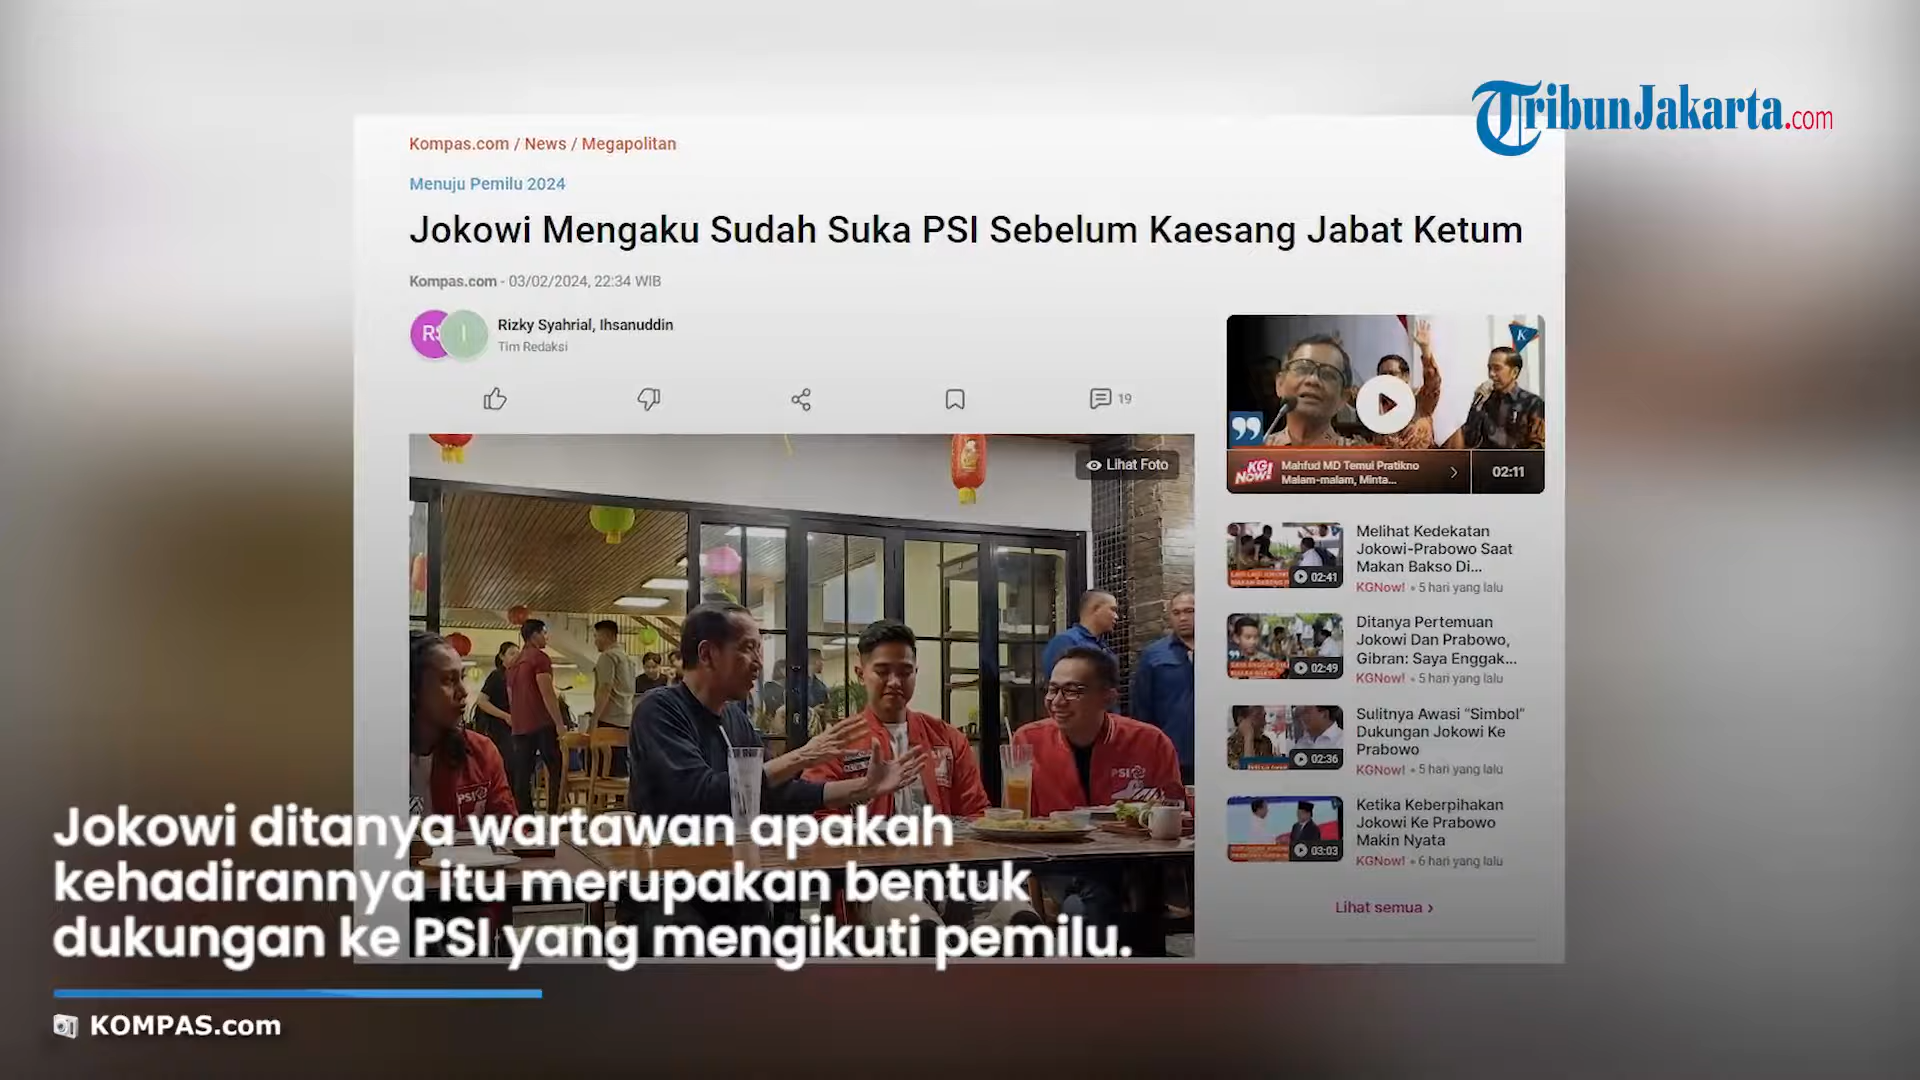 TribunJakarta.com
Kompas.com / News / Megapolitan
Menuju Pemilu 2024
Jokowi Mengaku Sudah Suka PSI Sebelum Kaesang Jabat Ketum
Kompas.com - 03/02/2024, 22:34 WIB
RS
I
Rizky Syahrial, Ihsanuddin
Tim Redaksi
19
Lihat Foto
PSI
PSI
K
KG NOW!
Mahfud MD Temui Pratikno
Malam-malam, Minta...
02:11
Melihat Kedekatan
Jokowi-Prabowo Saat
Makan Bakso Di...
02:41
KGNow! • 5 hari yang lalu
Ditanya Pertemuan
Jokowi Dan Prabowo,
Gibran: Saya Enggak...
02:49
KGNow! • 5 hari yang lalu
Sulitnya Awasi “Simbol”
Dukungan Jokowi Ke
Prabowo
02:36
KGNow! • 5 hari yang lalu
Ketika Keberpihakan
Jokowi Ke Prabowo
Makin Nyata
03:03
KGNow! • 6 hari yang lalu
Lihat semua
Jokowi ditanya wartawan apakah
kehadirannya itu merupakan bentuk
dukungan ke PSI yang mengikuti pemilu.
KOMPAS.com